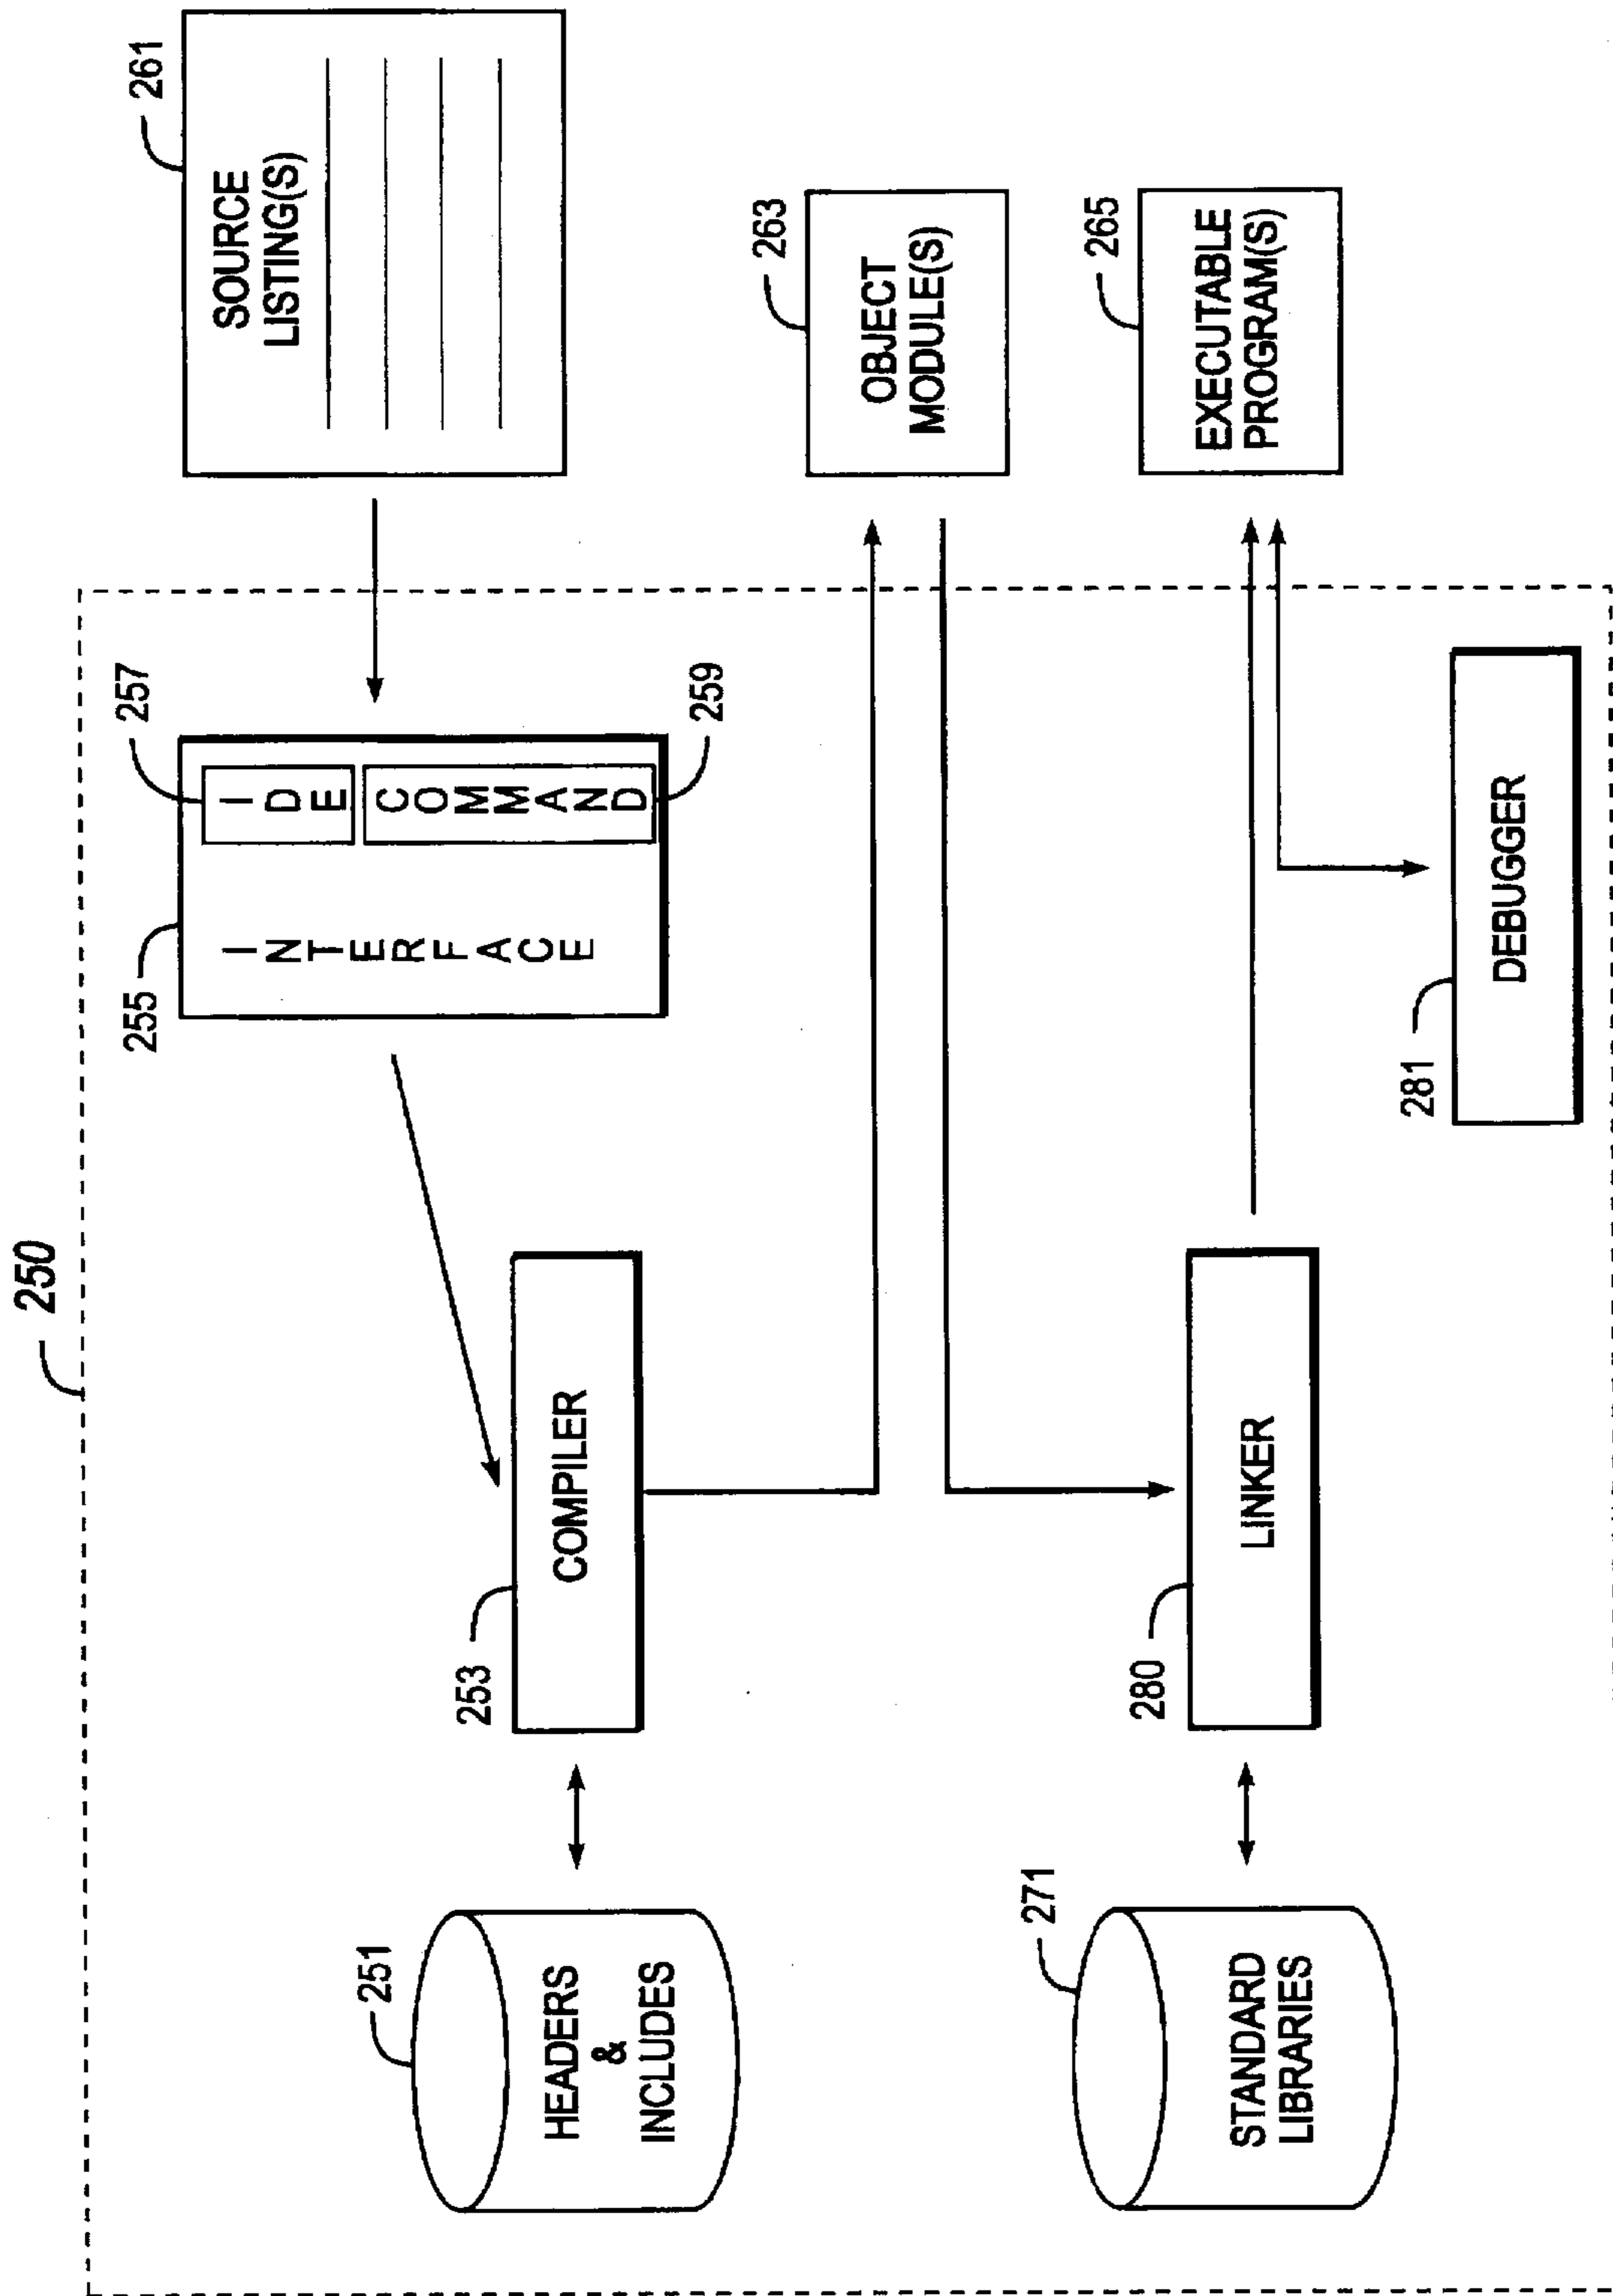 250
261
SOURCE
LISTING(S)
257
255
INTERFACE
IDE
COMMAND
259
251
HEADERS
&
INCLUDES
253
COMPILER
263
OBJECT
MODULE(S)
271
STANDARD
LIBRARIES
280
LINKER
265
EXECUTABLE
PROGRAM(S)
281
DEBUGGER